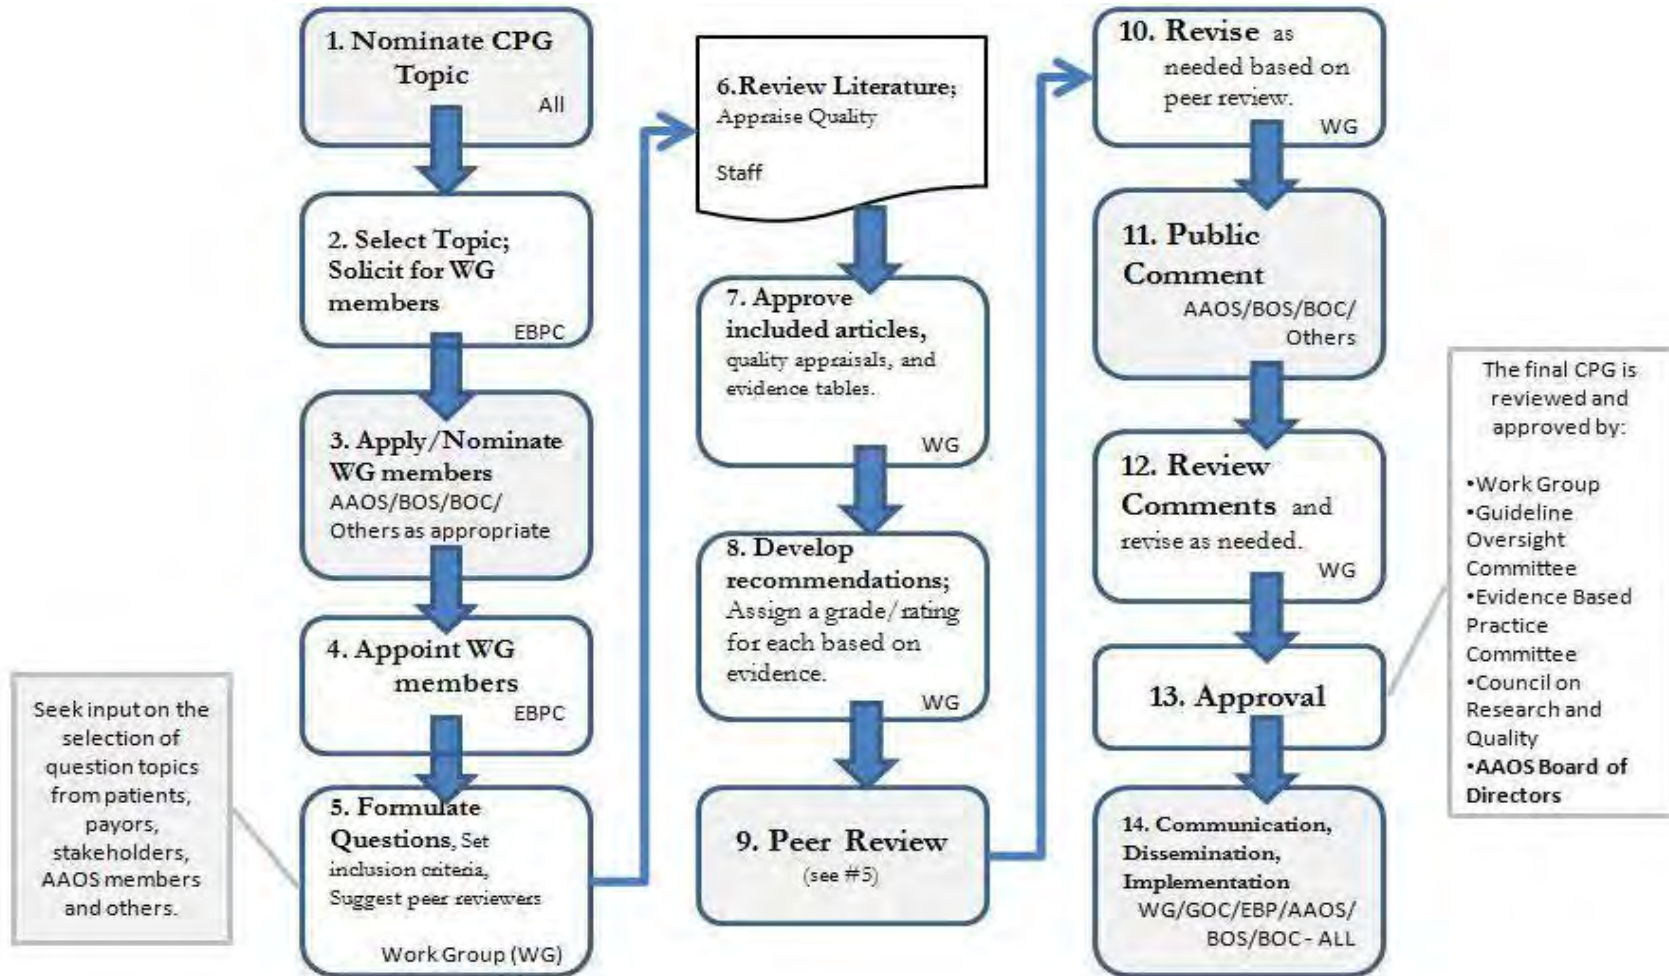 1. Nominate CPG
Topic
All
2. Select Topic;
Solicit for WG
members
EBPC
3. Apply/Nominate
WG members
AAOS/BOS/BOC/
Others as appropriate
4. Appoint WG
members
EBPC
Seek input on the
selection of
question topics
from patients,
payors,
stakeholders,
AAOS members
and others.
5. Formulate
Questions, Set
inclusion criteria,
Suggest peer reviewers
Work Group (WG)
6.Review Literature;
Appraise Quality
Staff
7. Approve
included articles,
quality appraisals, and
evidence tables.
WG
8. Develop
recommendations;
Assign a grade/rating
for each based on
evidence.
WG
9. Peer Review
(see #5)
10. Revise as
needed based on
peer review.
WG
11. Public
Comment
AAOS/BOS/BOC/
Others
12. Review
Comments and
revise as needed.
WG
13. Approval
The final CPG is
reviewed and
approved by:
•Work Group
•Guideline
Oversight
Committee
•Evidence Based
Practice
Committee
•Council on
Research and
Quality
•AAOS Board of
Directors
14. Communication,
Dissemination,
Implementation
WG/GOC/EBP/AAOS/
BOS/BOC - ALL